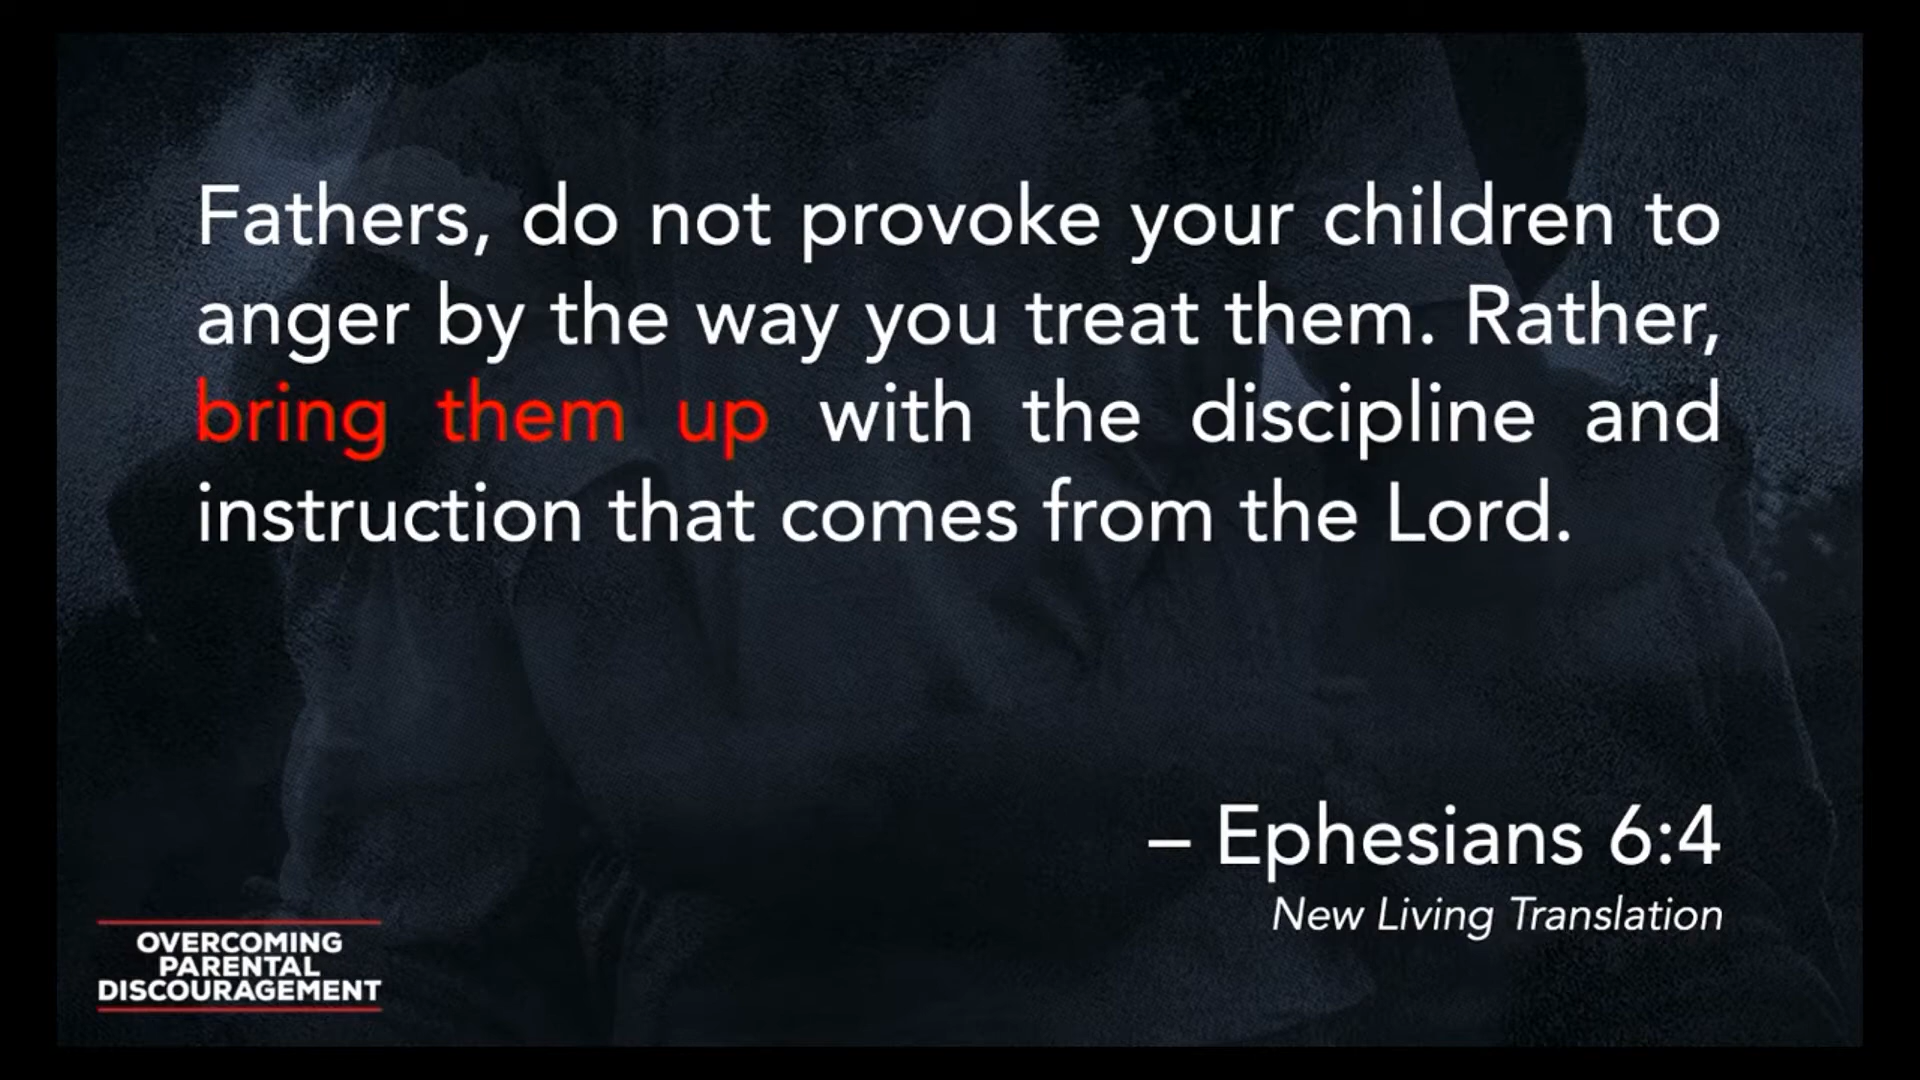 Fathers, do not provoke your children to
anger by the way you treat them. Rather,
bring them up with the discipline and
instruction that comes from the Lord.
– Ephesians 6:4
New Living Translation
OVERCOMING
PARENTAL
DISCOURAGEMENT